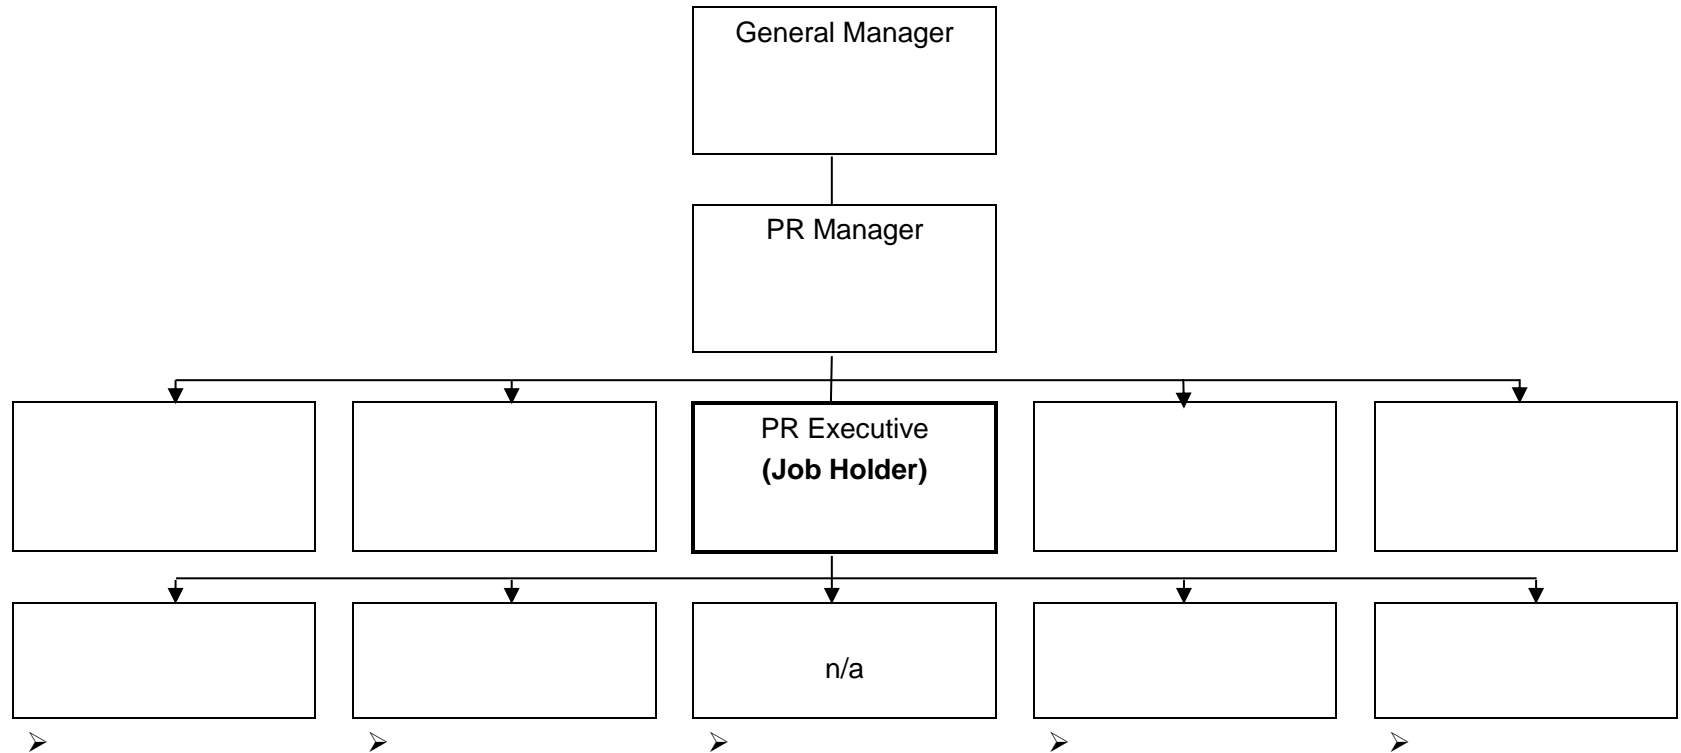 General Manager
PR Manager
PR Executive
(Job Holder)
n/a